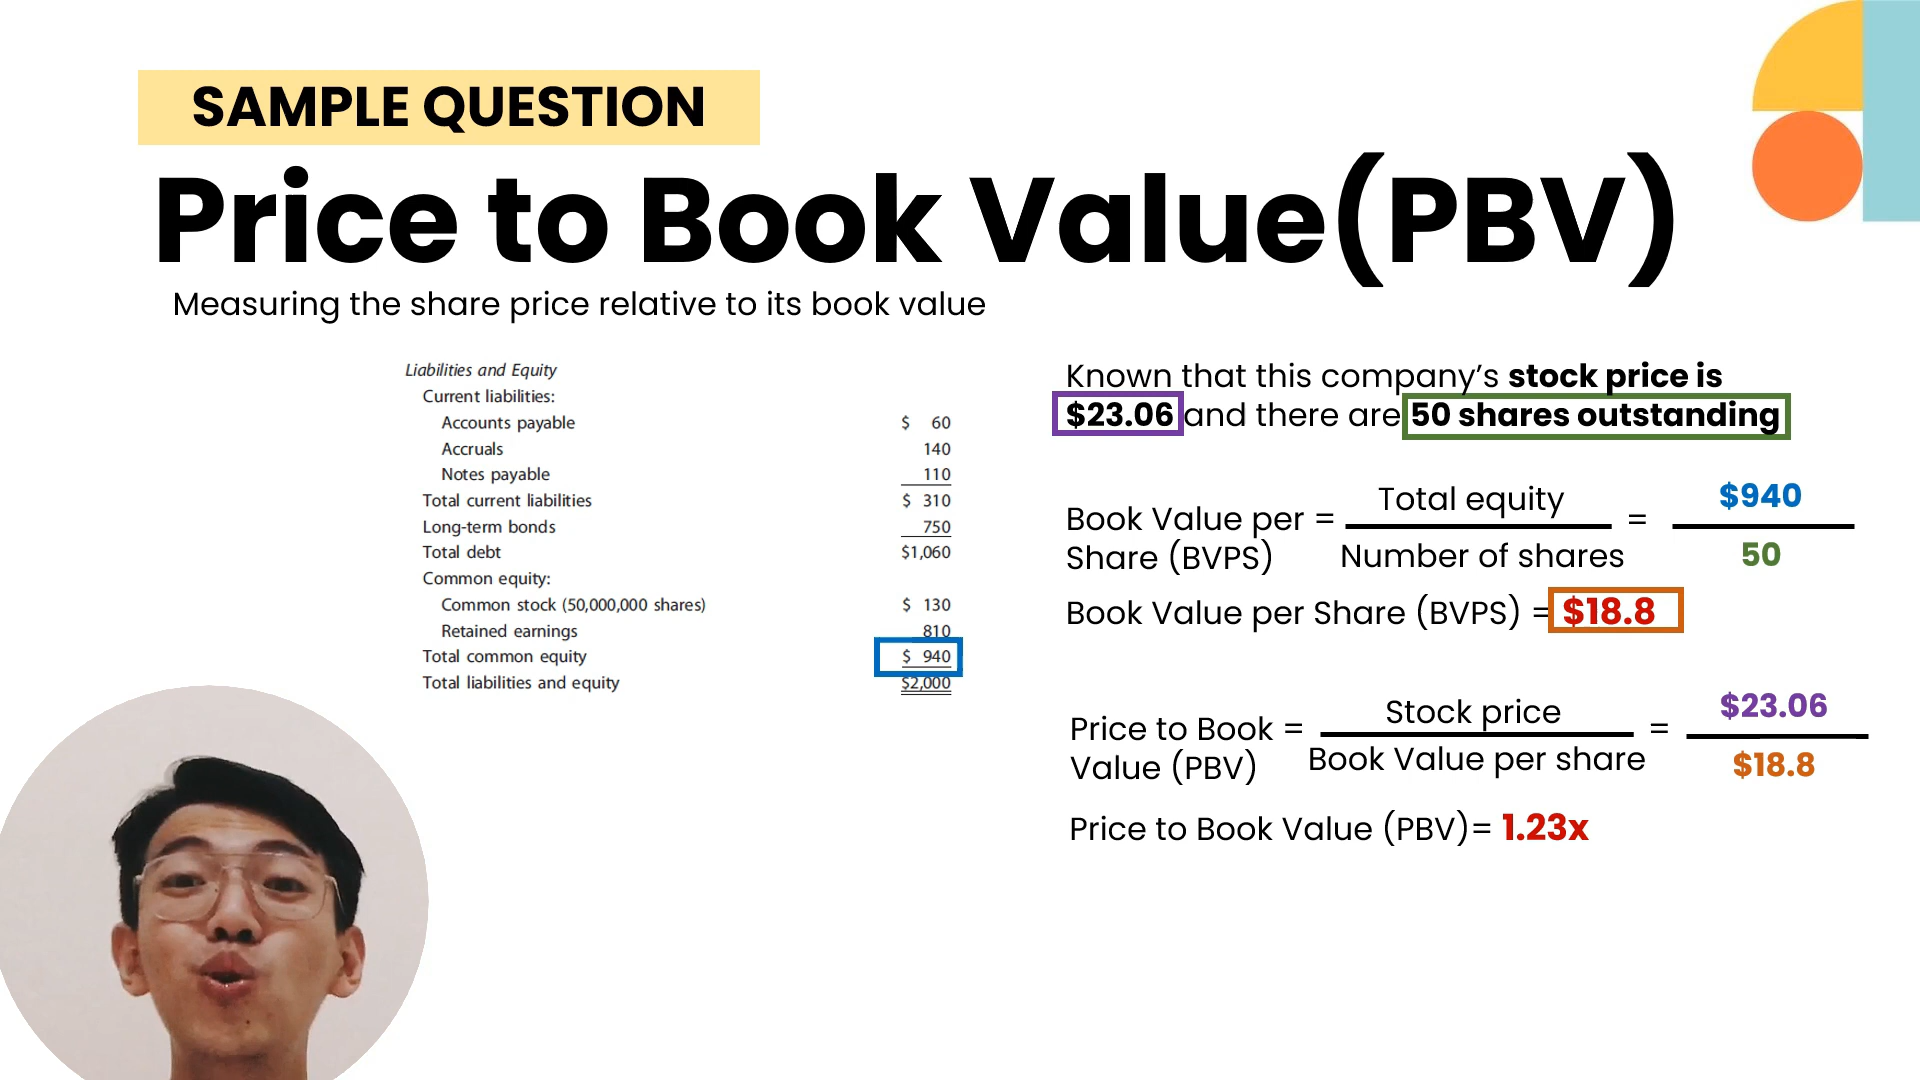 SAMPLE QUESTION
Price to Book Value(PBV)
Measuring the share price relative to its book value
Liabilities and Equity
Current liabilities:
Accounts payable $ 60
Accruals 140
Notes payable 110
Total current liabilities $ 310
Long-term bonds 750
Total debt $1,060
Common equity:
Common stock (50,000,000 shares) $ 130
Retained earnings 810
Total common equity $ 940
Total liabilities and equity $2,000
Known that this company’s stock price is
$23.06 and there are 50 shares outstanding
Total equity $940
Book Value per = =
Share (BVPS) Number of shares 50
Book Value per Share (BVPS) = $18.8
Stock price $23.06
Price to Book = =
Value (PBV) Book Value per share $18.8
Price to Book Value (PBV)= 1.23x